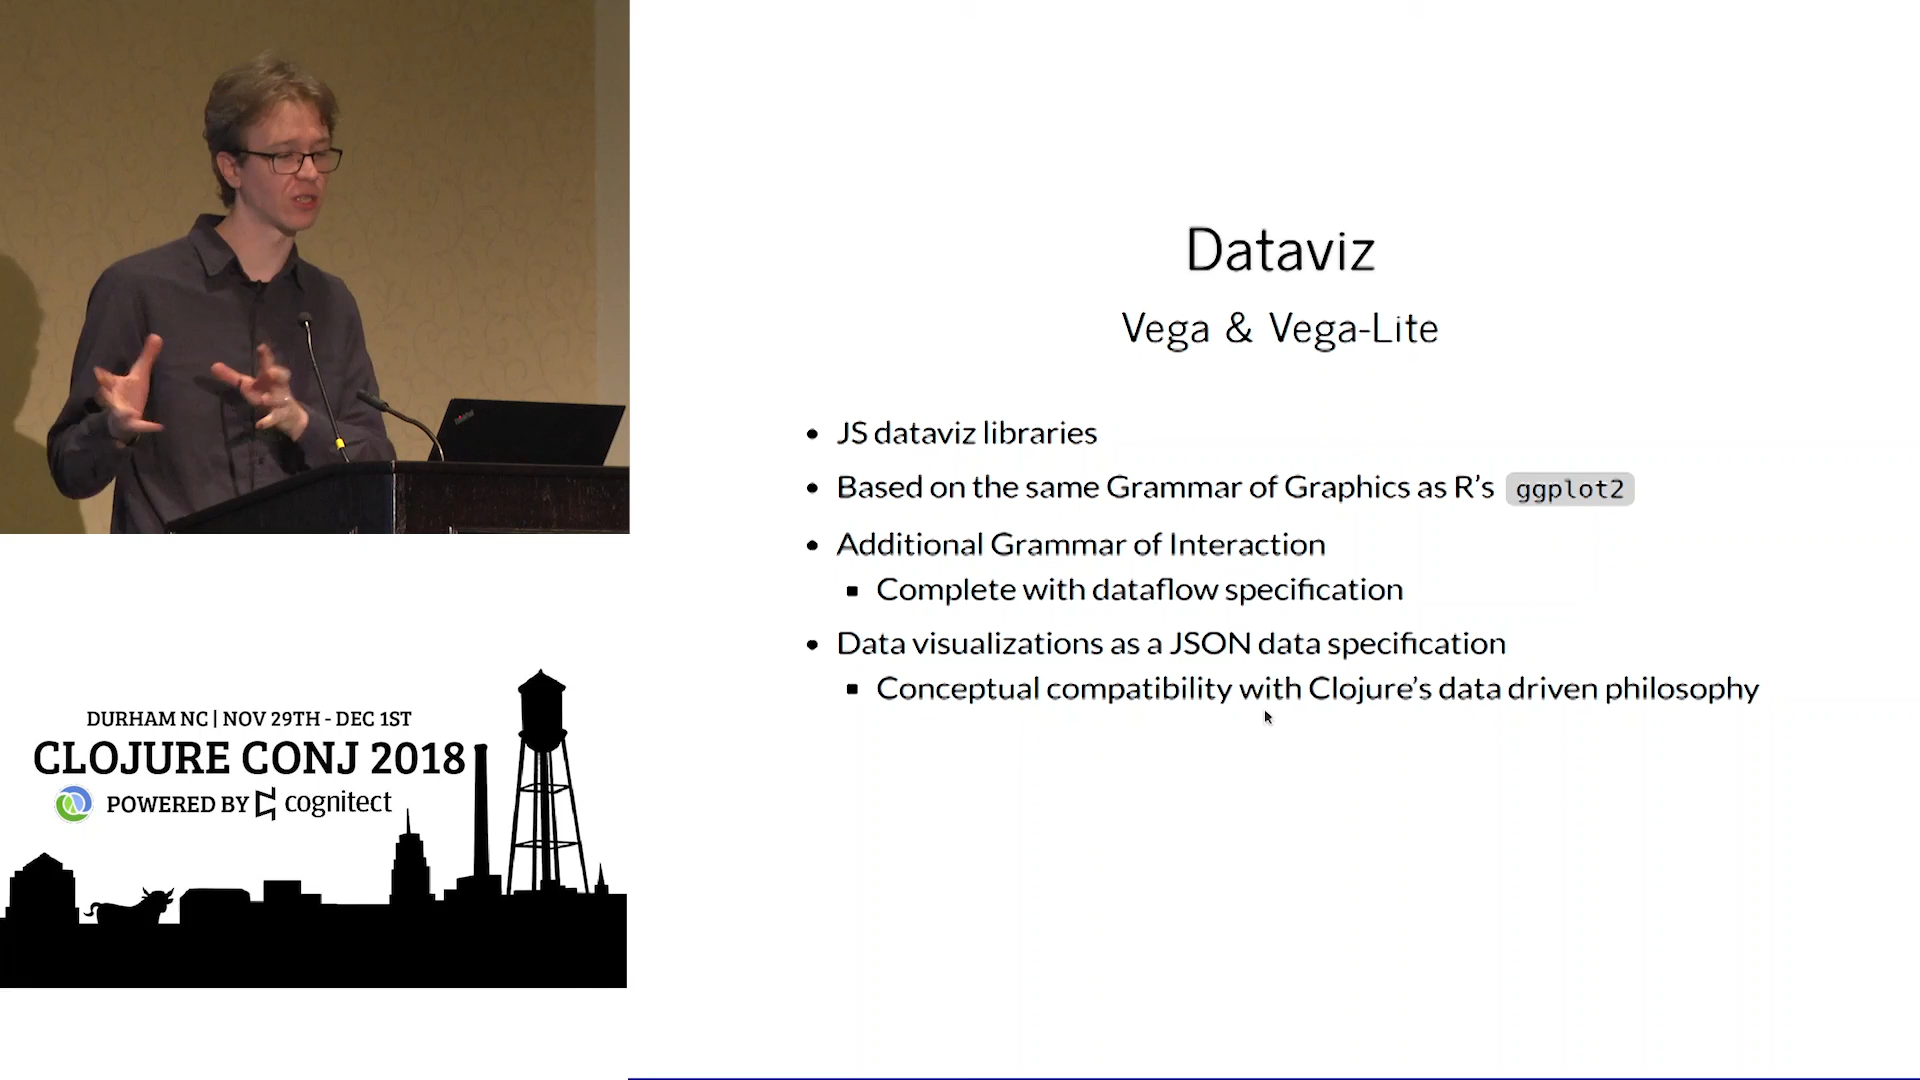 Dataviz
Vega & Vega-Lite
JS dataviz libraries
Based on the same Grammar of Graphics as R’s ggplot2
Additional Grammar of Interaction
Complete with dataflow specification
Data visualizations as a JSON data specification
Conceptual compatibility with Clojure’s data driven philosophy
DURHAM NC | NOV 29TH - DEC 1ST
CLOJURE CONJ 2018
POWERED BY cognitect